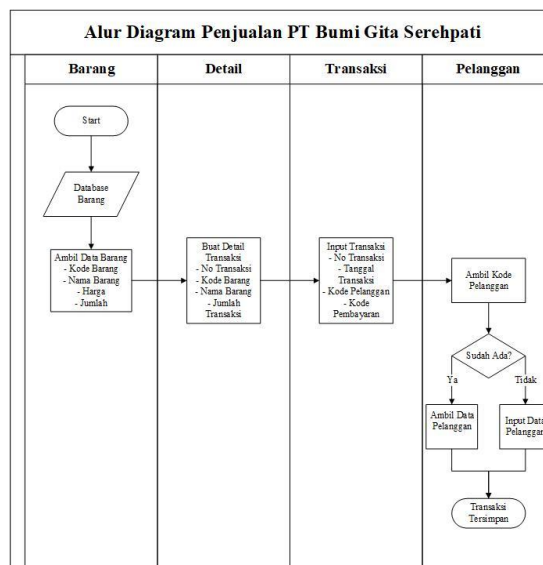 Alur Diagram Penjualan PT Bumi Gita Serehpati
Barang
Detail
Transaksi
Pelanggan
Start
Database
Barang
Ambil Data Barang
- Kode Barang
- Nama Barang
- Harga
- Jumlah
Buat Detail
Transaksi
- No Transaksi
- Kode Barang
- Nama Barang
- Jumlah
Transaksi
Input Transaksi
- No Transaksi
- Tanggal
Transaksi
- Kode Pelanggan
- Kode
Pembayaran
Ambil Kode
Pelanggan
Sudah Ada?
Ya
Tidak
Ambil Data
Pelanggan
Input Data
Pelanggan
Transaksi
Tersimpan